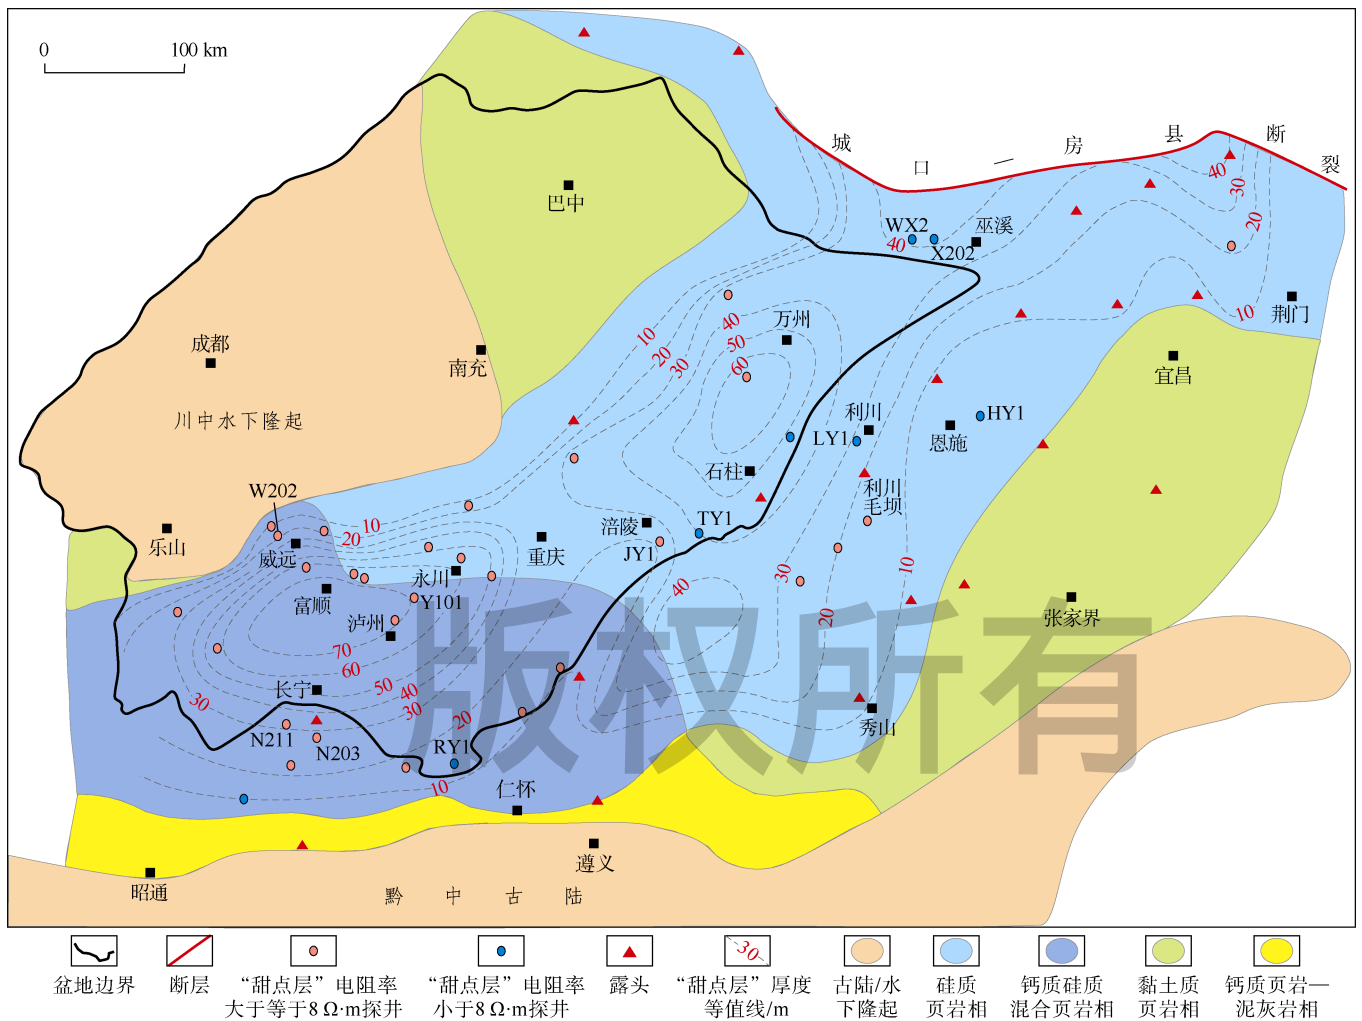 0 100 km
城 口 — 房 县 断 裂
40
30
20
10
巴中
WX2
40
X202
巫溪
荆门
万州
40
50
60
10
20
30
成都
南充
宜昌
川中水下隆起
利川
LY1
HY1
恩施
石柱
利川
毛坝
W202
10
20
乐山
威远
涪陵
TY1
JY1
重庆
永川
Y101
富顺
泸州
40
30
20
10
张家界
70
60
50
40
30
20
30
长宁
N211
N203
RY1
10
秀山
仁怀
遵义
昭通
黔 中 古 陆
版权所有
盆地边界
断层
“甜点层”电阻率
大于等于8 Ω·m探井
“甜点层”电阻率
小于8 Ω·m探井
露头
30
“甜点层”厚度
等值线/m
古陆/水
下隆起
硅质
页岩相
钙质硅质
混合页岩相
黏土质
页岩相
钙质页岩—
泥灰岩相